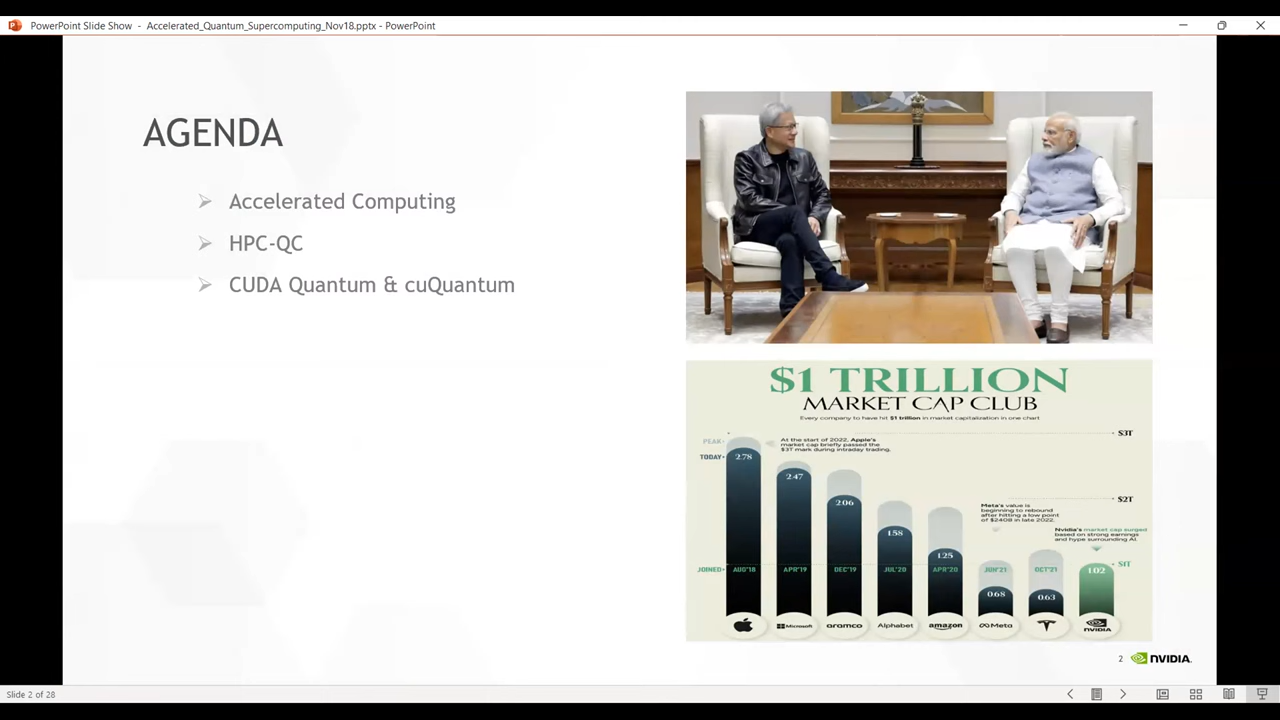 PowerPoint Slide Show - Accelerated_Quantum_Supercomputing_Nov18.pptx - PowerPoint
AGENDA
Accelerated Computing
HPC-QC
CUDA Quantum & cuQuantum
$1 TRILLION
MARKET CAP CLUB
Every company to have hit $1 trillion in market capitalization in one chart
$3T
PEAK
At the start of 2022, Apple's
market cap briefly passed the
$3T mark during intraday trading.
TODAY
2.78
2.47
2.06
1.58
1.25
0.68
0.63
1.02
$2T
Meta's value is
beginning to rebound
after hitting a low point
of $240B in late 2022.
Nvidia's market cap surged
based on strong earnings
and hype surrounding AI.
$1T
JOINED
AUG'18
APR'19
DEC'19
JUL'20
APR'20
JUN'21
OCT'21
Microsoft
aramco
Alphabet
amazon
Meta
NVIDIA
2
NVIDIA.
Slide 2 of 28